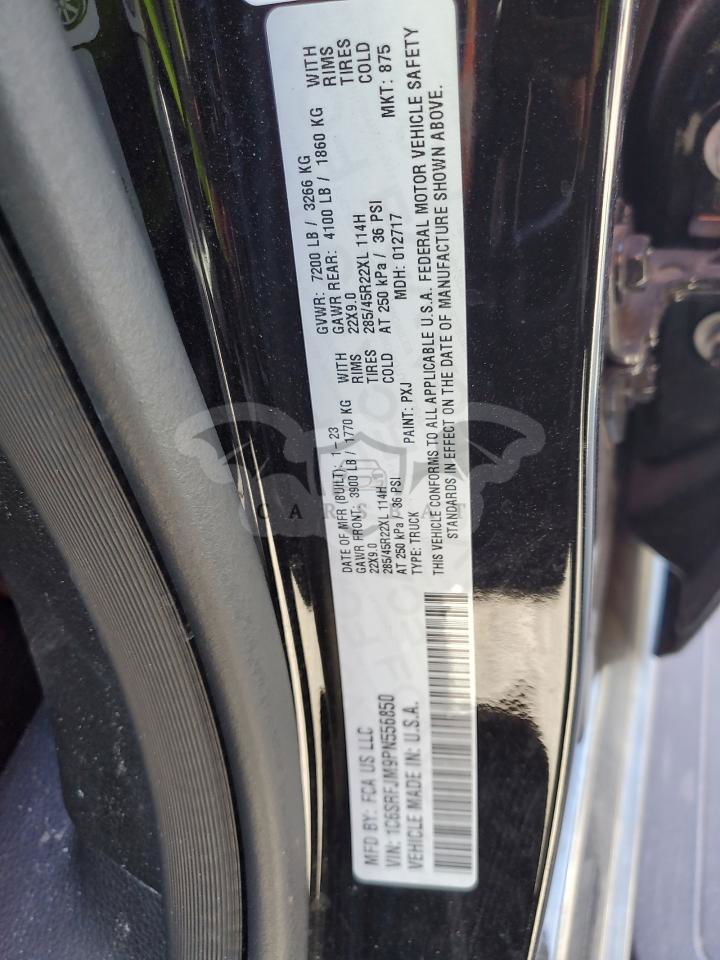 MFD BY: FCA US LLC
DATE OF MFR (BUILT): 1-23
GVWR: 7200 LB / 3266 KG
GAWR FRONT: 3900 LB / 1770 KG WITH
GAWR REAR: 4100 LB / 1860 KG WITH
22X9.0 RIMS
22X9.0 RIMS
285/45R22XL 114H TIRES
285/45R22XL 114H TIRES
AT 250 kPa / 36 PSI COLD
AT 250 kPa / 36 PSI COLD
VIN: 1C6SRFJM9PN556850
TYPE: TRUCK PAINT: PXJ MDH: 012717 MKT: 875
VEHICLE MADE IN: U.S.A.
THIS VEHICLE CONFORMS TO ALL APPLICABLE U.S.A. FEDERAL MOTOR VEHICLE SAFETY
STANDARDS IN EFFECT ON THE DATE OF MANUFACTURE SHOWN ABOVE.